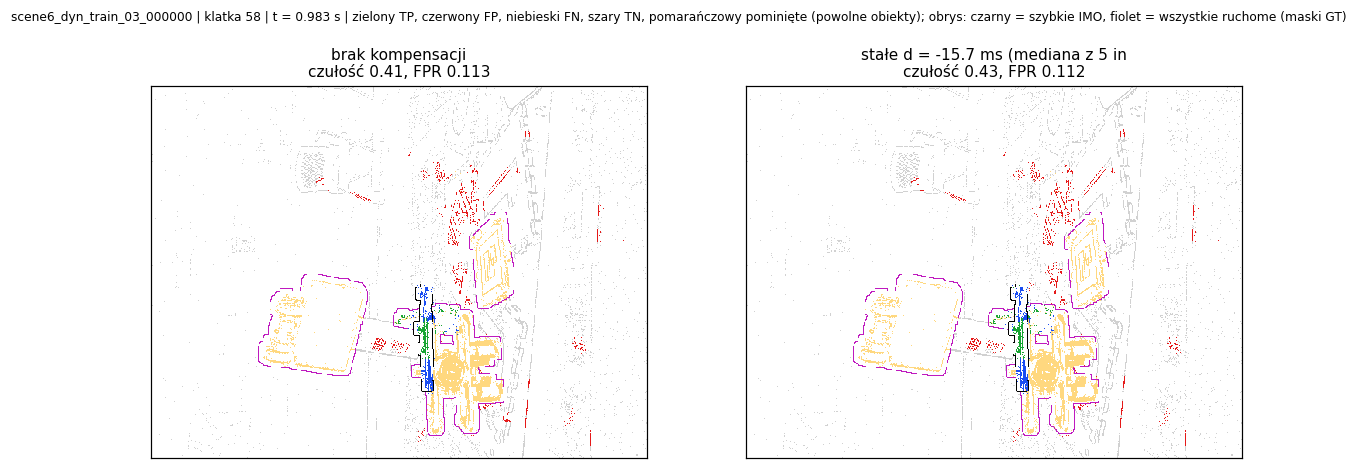 scene6_dyn_train_03_000000 | klatka 58 | t = 0.983 s | zielony TP, czerwony FP, niebieski FN, szary TN, pomarańczowy pominięte (powolne obiekty); obrys: czarny = szybkie IMO, fiolet = wszystkie ruchome (maski GT)
brak kompensacji
czułość 0.41, FPR 0.113
stałe d = -15.7 ms (mediana z 5 in
czułość 0.43, FPR 0.112